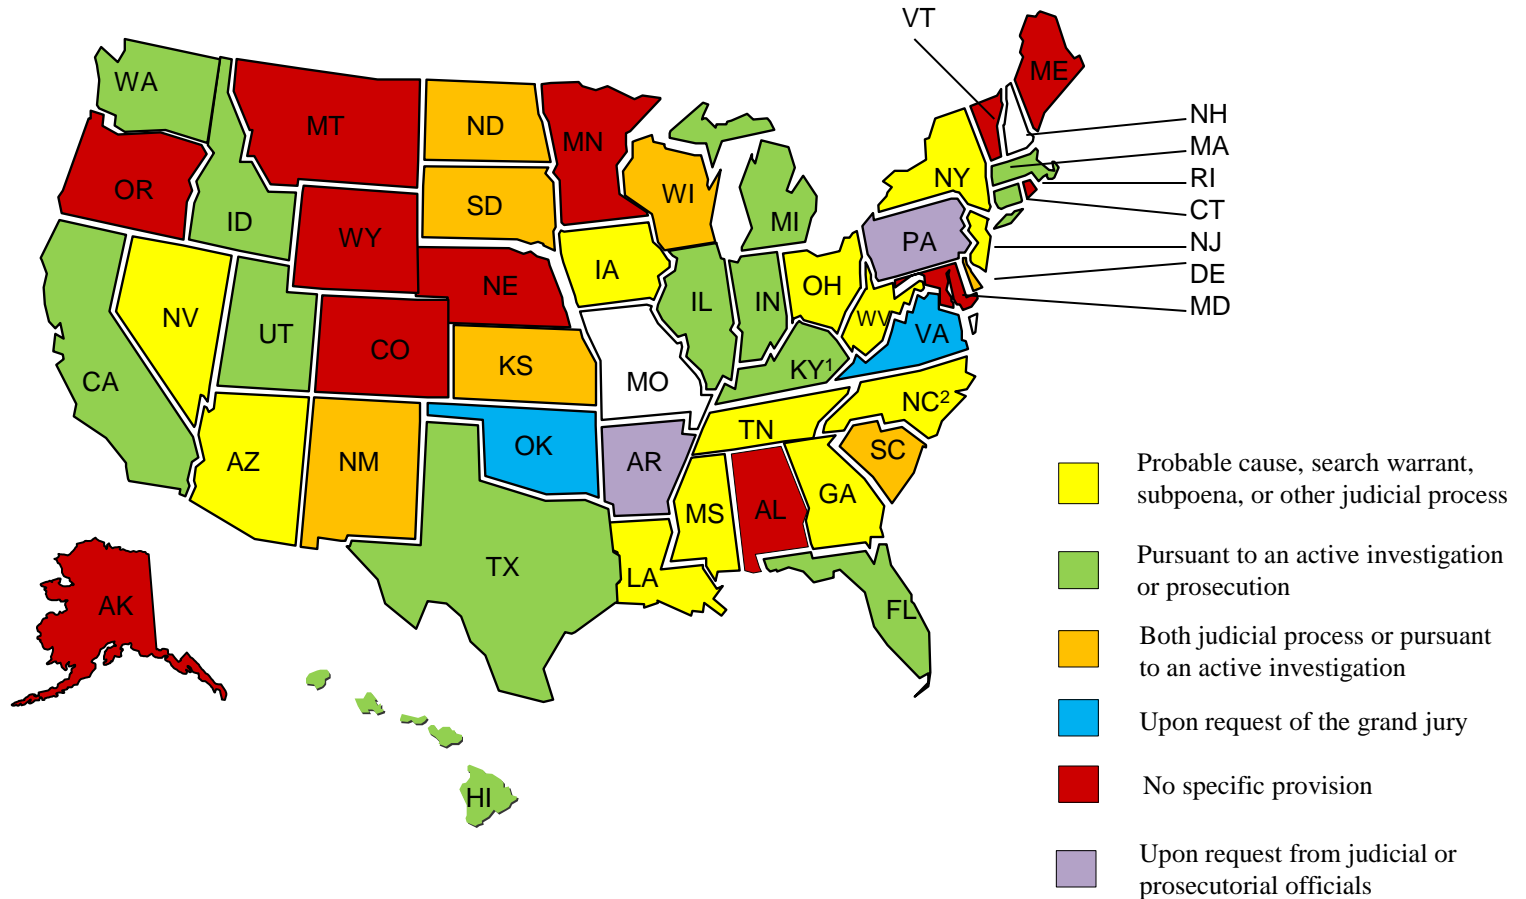 VT
WA
ME
MT
ND
MN
NH
MA
OR
NY
RI
ID
SD
WI
MI
CT
WY
PA
NJ
IA
DE
NE
OH
IL
IN
MD
NV
UT
WV
VA
CO
KS
KY¹
CA
MO
NC²
TN
OK
SC
AZ
NM
AR
GA
MS
AL
TX
LA
FL
AK
HI
Probable cause, search warrant,
subpoena, or other judicial process
Pursuant to an active investigation
or prosecution
Both judicial process or pursuant
to an active investigation
Upon request of the grand jury
No specific provision
Upon request from judicial or
prosecutorial officials